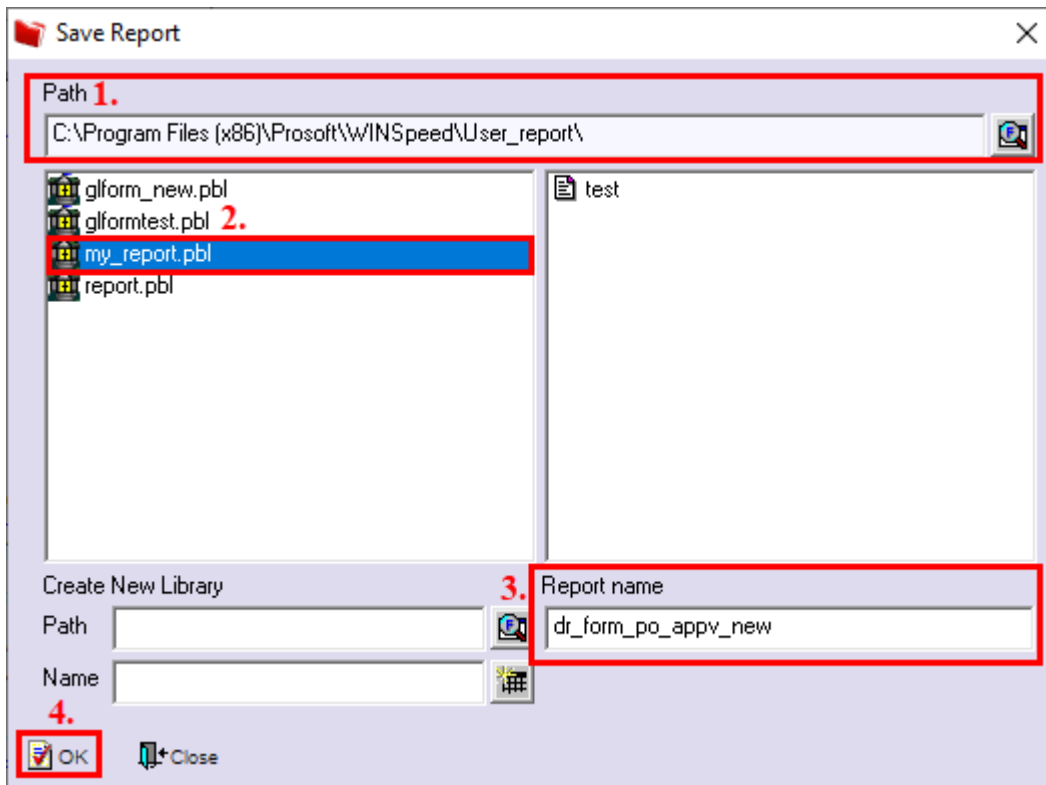 Save Report
Path 1.
C:\Program Files (x86)\Prosoft\WINSpeed\User_report\
glform_new.pbl
glformtest.pbl 2.
my_report.pbl
report.pbl
test
Create New Library
Path
Name
3. Report name
dr_form_po_appv_new
4.
OK
Close